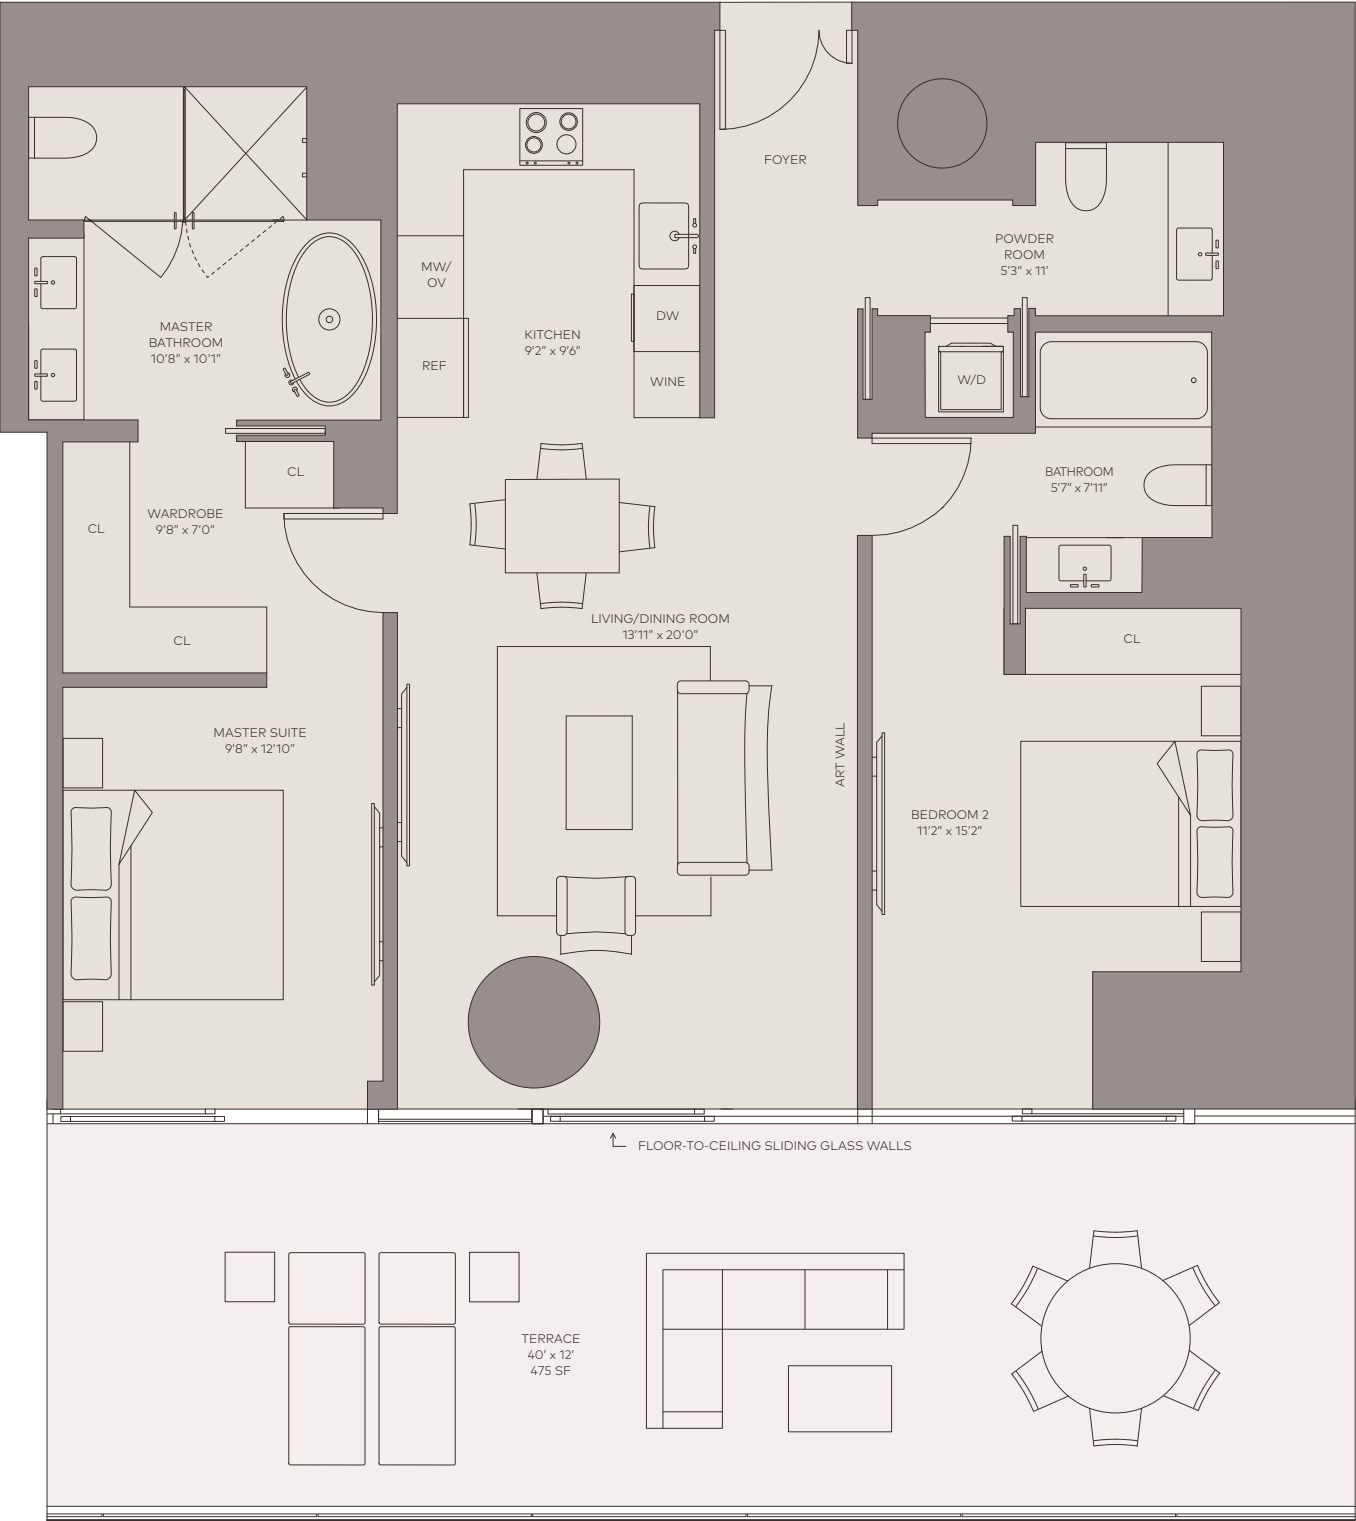 FOYER
POWDER
ROOM
5'3" x 11'
MW/
OV
DW
KITCHEN
9'2" x 9'6"
MASTER
BATHROOM
10'8" x 10'1"
REF
WINE
W/D
CL
BATHROOM
5'7" x 7'11"
WARDROBE
9'8" x 7'0"
CL
LIVING/DINING ROOM
13'11" x 20'0"
CL
CL
MASTER SUITE
9'8" x 12'10"
ART WALL
BEDROOM 2
11'2" x 15'2"
FLOOR-TO-CEILING SLIDING GLASS WALLS
TERRACE
40' x 12'
475 SF